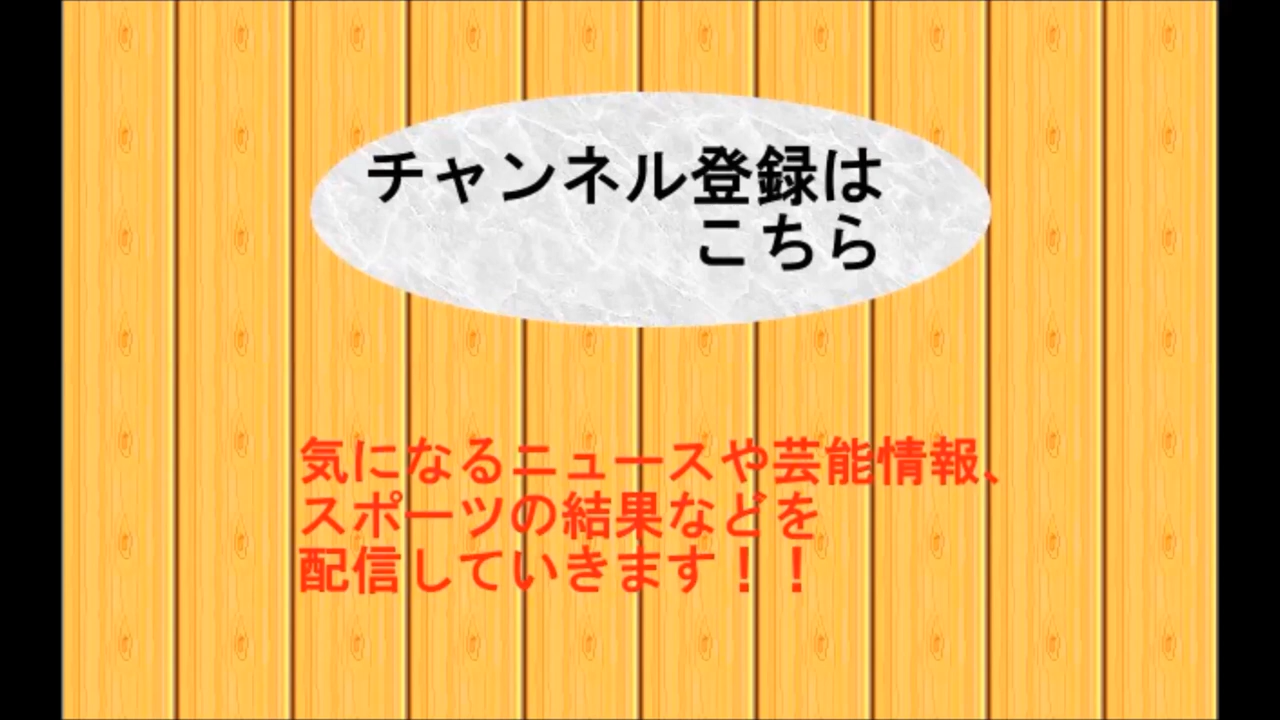 チャンネル登録は
こちら
気になるニュースや芸能情報、
スポーツの結果などを
配信していきます！！